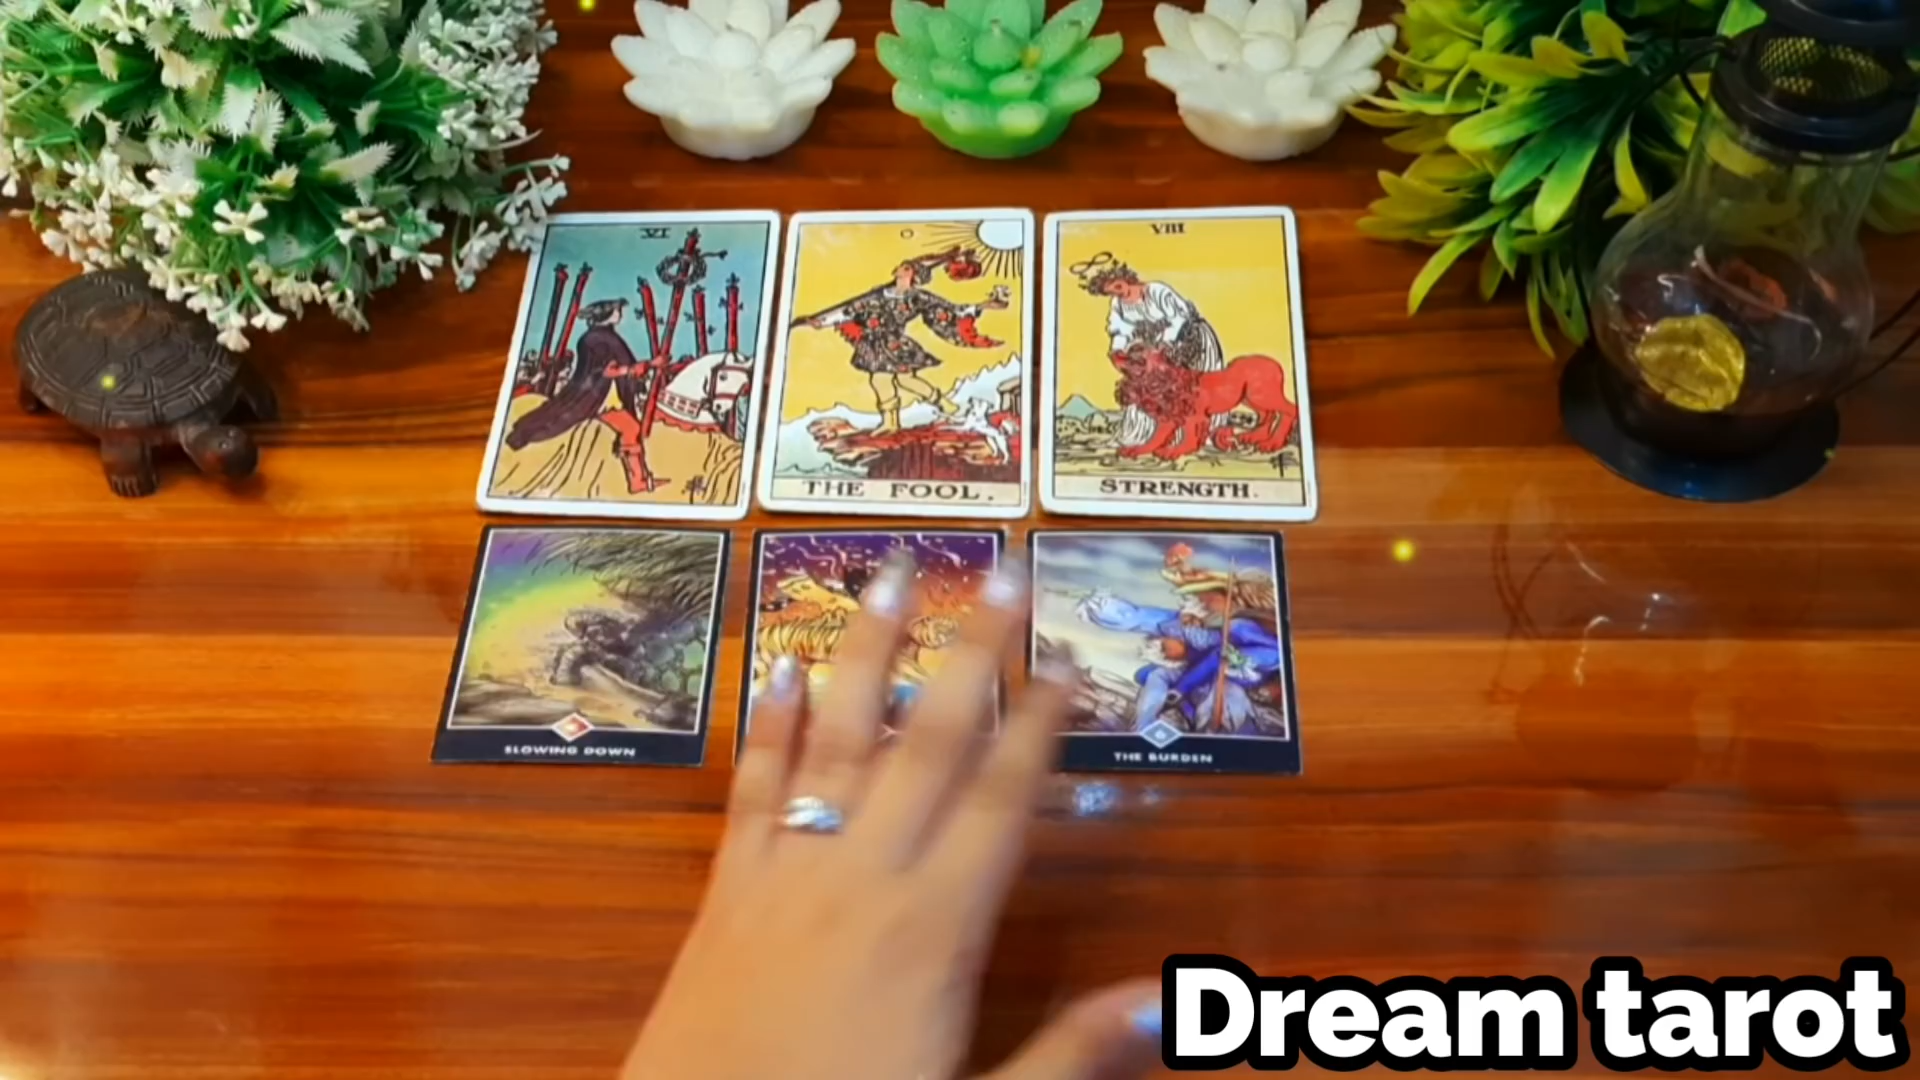 VI
0
VIII
THE FOOL.
STRENGTH.
SLOWING DOWN
THE BURDEN
Dream tarot